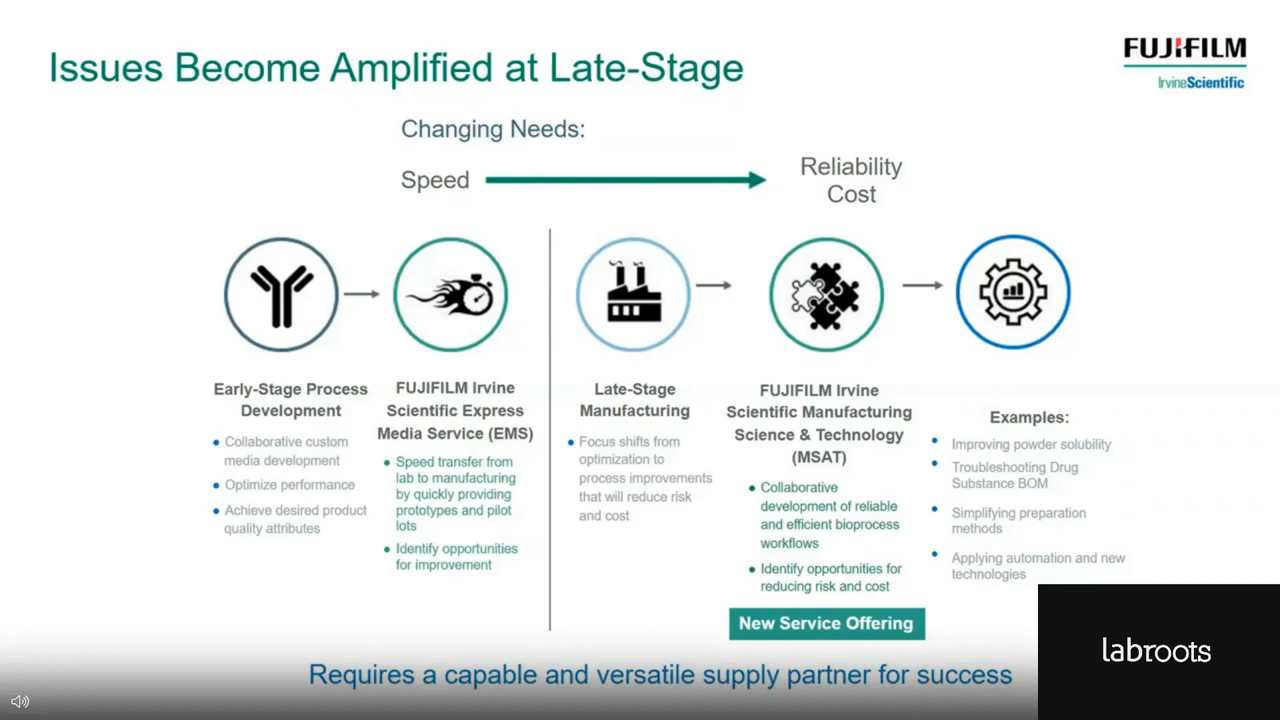 Issues Become Amplified at Late-Stage
FUJIFILM
IrvineScientific
Changing Needs:
Speed
Reliability
Cost
Early-Stage Process
Development
• Collaborative custom
media development
• Optimize performance
• Achieve desired product
quality attributes
FUJIFILM Irvine
Scientific Express
Media Service (EMS)
• Speed transfer from
lab to manufacturing
by quickly providing
prototypes and pilot
lots
• Identify opportunities
for improvement
Late-Stage
Manufacturing
• Focus shifts from
optimization to
process improvements
that will reduce risk
and cost
FUJIFILM Irvine
Scientific Manufacturing
Science & Technology
(MSAT)
• Collaborative
development of reliable
and efficient bioprocess
workflows
• Identify opportunities for
reducing risk and cost
New Service Offering
Examples:
• Improving powder solubility
• Troubleshooting Drug
Substance BOM
• Simplifying preparation
methods
• Applying automation and new
technologies
Requires a capable and versatile supply partner for success
labroots